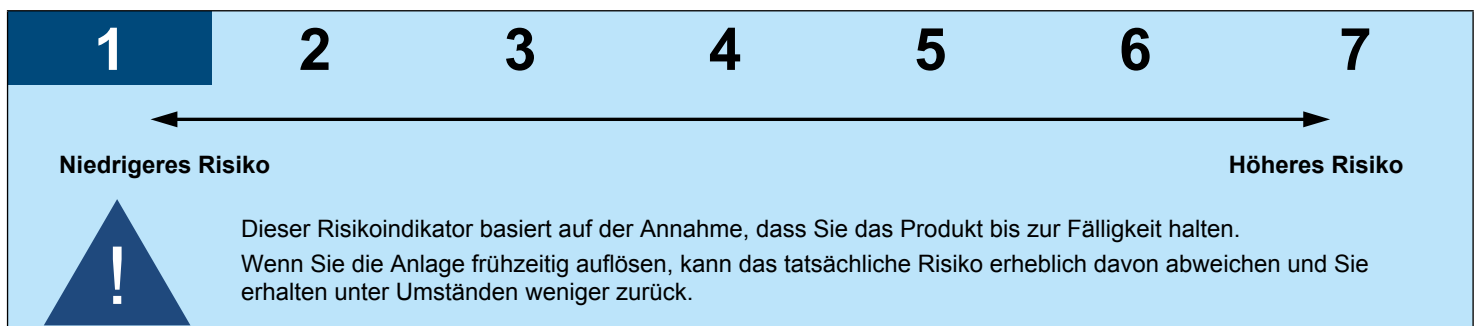 1 2 3 4 5 6 7
Niedrigeres Risiko Höheres Risiko
! Dieser Risikoindikator basiert auf der Annahme, dass Sie das Produkt bis zur Fälligkeit halten.
Wenn Sie die Anlage frühzeitig auflösen, kann das tatsächliche Risiko erheblich davon abweichen und Sie
erhalten unter Umständen weniger zurück.